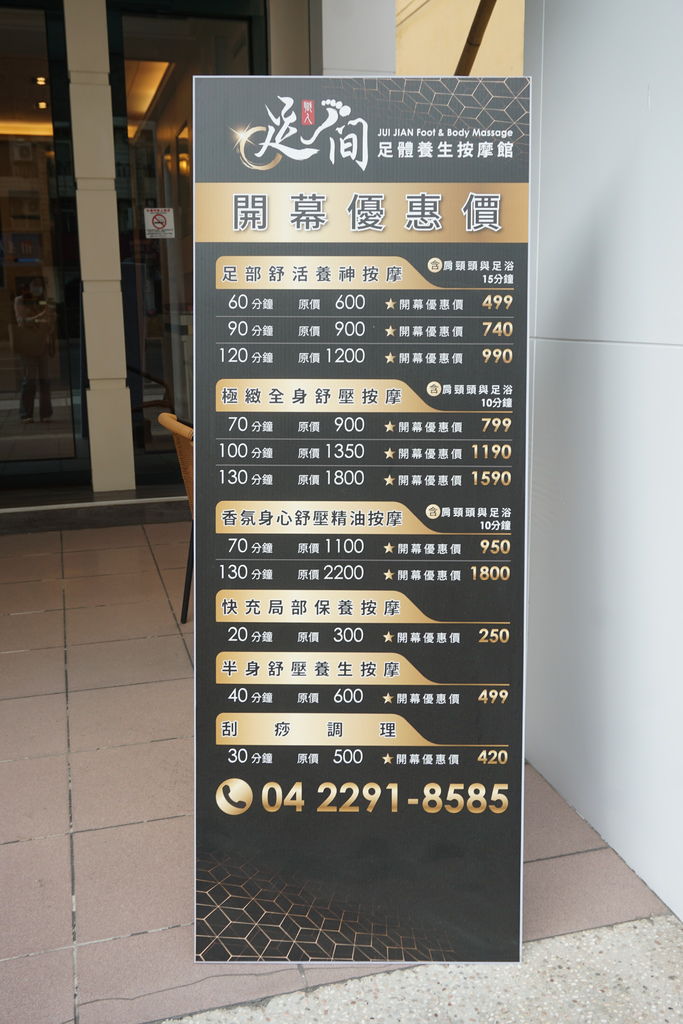 足間
職人
JUI JIAN Foot & Body Massage
足體養生按摩館
開幕優惠價
足部舒活養神按摩 含肩頸頭與足浴 15分鐘
60分鐘 原價 600 ★開幕優惠價 499
90分鐘 原價 900 ★開幕優惠價 740
120分鐘 原價 1200 ★開幕優惠價 990
極緻全身舒壓按摩 含肩頸頭與足浴 10分鐘
70分鐘 原價 900 ★開幕優惠價 799
100分鐘 原價 1350 ★開幕優惠價 1190
130分鐘 原價 1800 ★開幕優惠價 1590
香氛身心舒壓精油按摩 含肩頸頭與足浴 10分鐘
70分鐘 原價 1100 ★開幕優惠價 950
130分鐘 原價 2200 ★開幕優惠價 1800
快充局部保養按摩
20分鐘 原價 300 ★開幕優惠價 250
半身舒壓養生按摩
40分鐘 原價 600 ★開幕優惠價 499
刮痧調理
30分鐘 原價 500 ★開幕優惠價 420
04 2291-8585